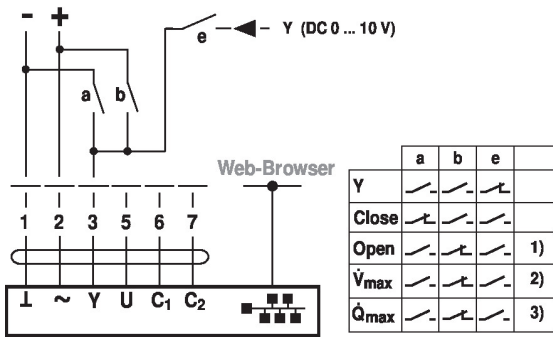 - +
e Y (DC 0 ... 10 V)
a b
Web-Browser
1 2 3 5 6 7
⊥ ~ Y U C1 C2
a b e
Y
Close
Open 1)
V̇max 2)
Q̇max 3)